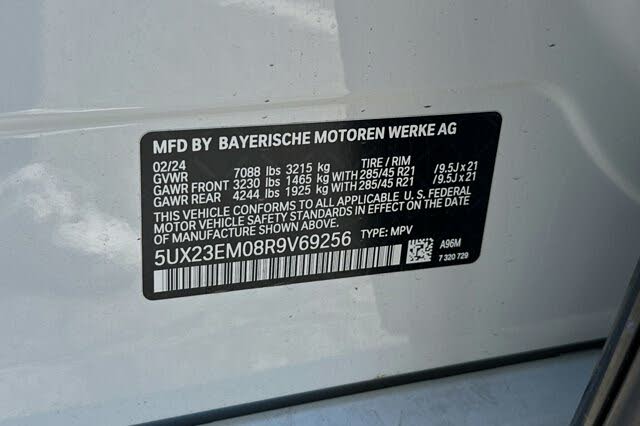 MFD BY BAYERISCHE MOTOREN WERKE AG
02/24 TIRE / RIM
GVWR 7088 lbs 3215 kg
GAWR FRONT 3230 lbs 1465 kg WITH 285/45 R21 /9.5J x 21
GAWR REAR 4244 lbs 1925 kg WITH 285/45 R21 /9.5J x 21
THIS VEHICLE CONFORMS TO ALL APPLICABLE U. S. FEDERAL
MOTOR VEHICLE SAFETY STANDARDS IN EFFECT ON THE DATE
OF MANUFACTURE SHOWN ABOVE.
5UX23EM08R9V69256 TYPE: MPV
A96M
7 320 729